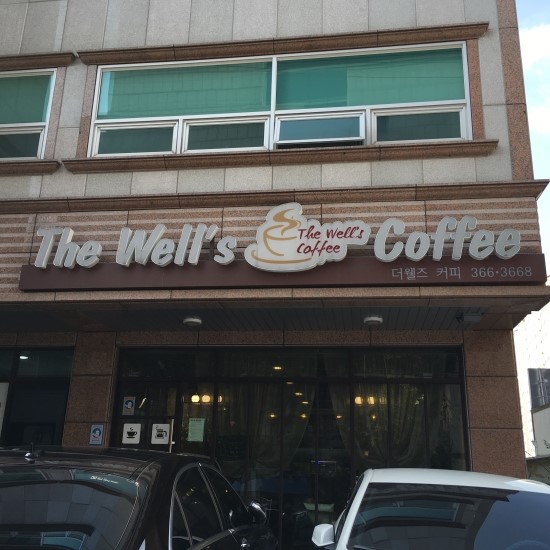 The Well's Coffee
The Well's
Coffee
더웰즈 커피 366·3668